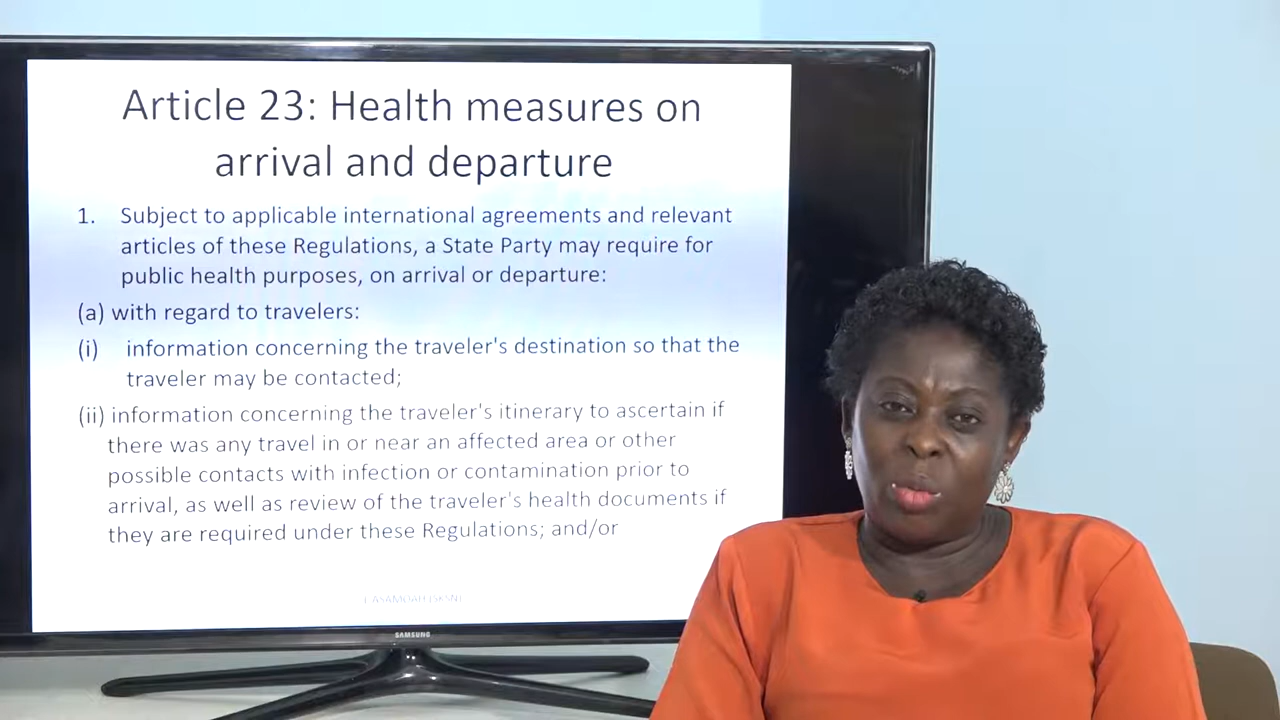 Article 23: Health measures on
arrival and departure
1. Subject to applicable international agreements and relevant
articles of these Regulations, a State Party may require for
public health purposes, on arrival or departure:
(a) with regard to travelers:
(i) information concerning the traveler's destination so that the
traveler may be contacted;
(ii) information concerning the traveler's itinerary to ascertain if
there was any travel in or near an affected area or other
possible contacts with infection or contamination prior to
arrival, as well as review of the traveler's health documents if
they are required under these Regulations; and/or
SAMSUNG